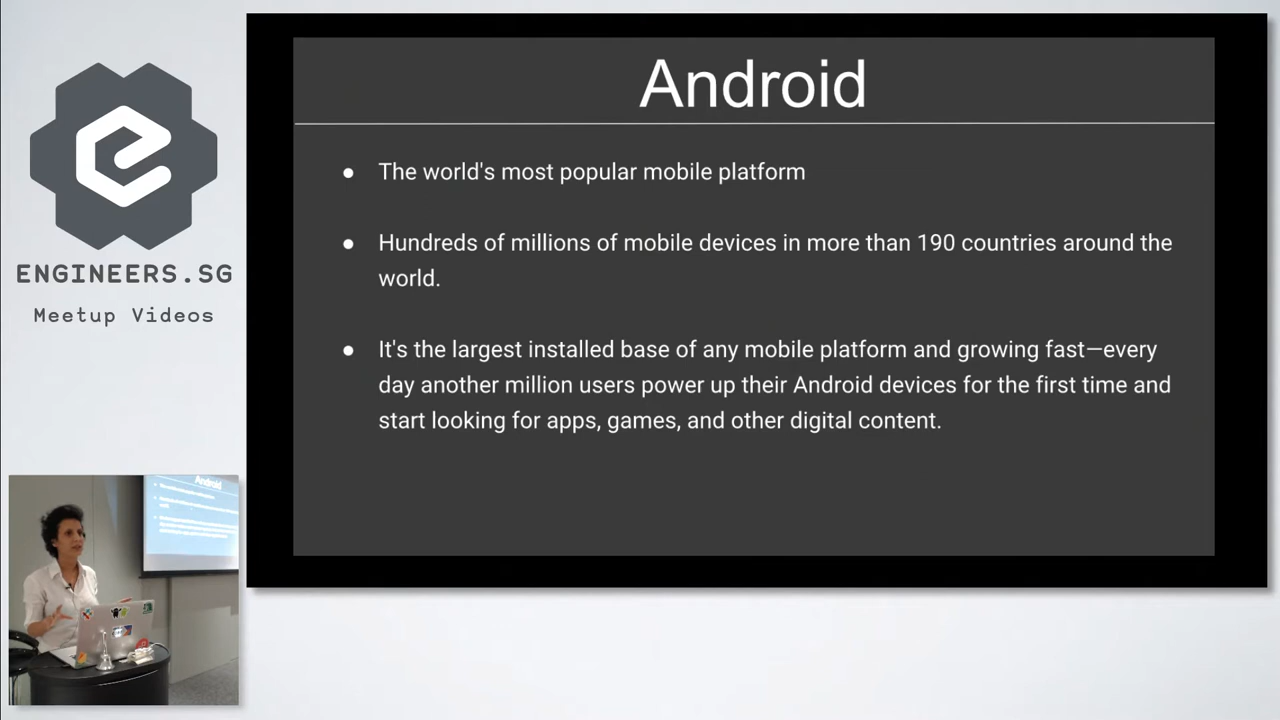 Android
● The world's most popular mobile platform
● Hundreds of millions of mobile devices in more than 190 countries around the
world.
● It's the largest installed base of any mobile platform and growing fast—every
day another million users power up their Android devices for the first time and
start looking for apps, games, and other digital content.
ENGINEERS.SG
Meetup Videos
Android